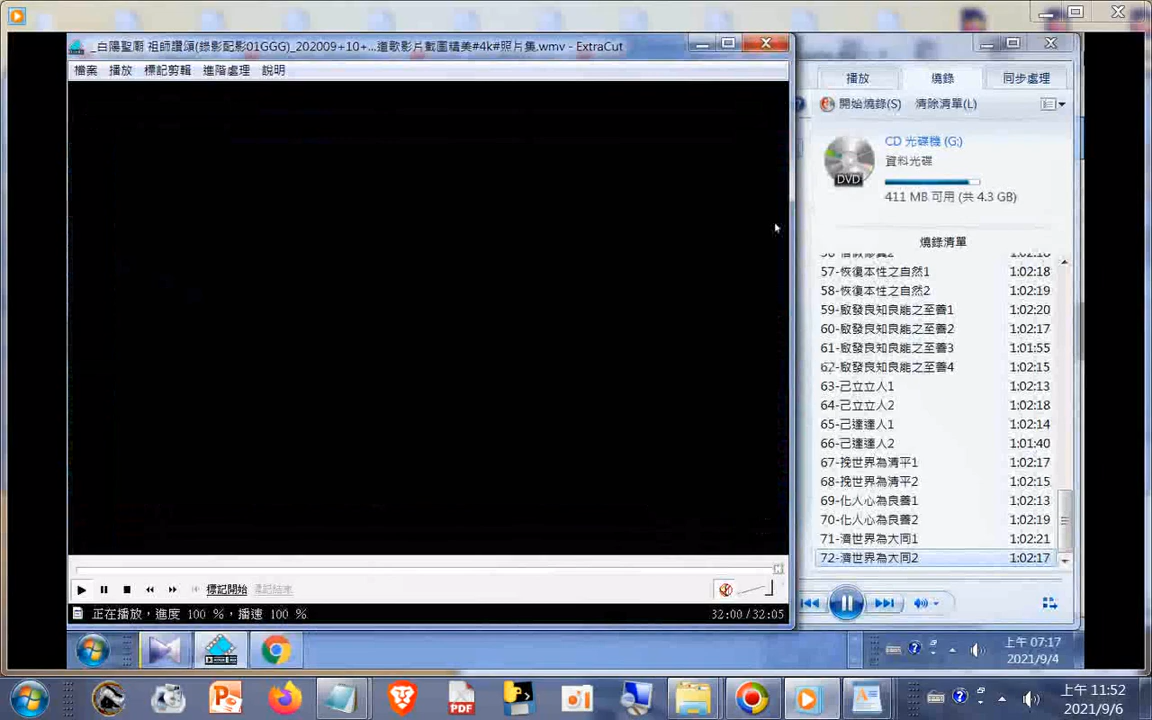 _白陽聖廟 祖師讚頌(錄影配影01GGG)_202009+10+...道歌影片截圖精美#4k#照片集.wmv - ExtraCut
檔案 播放 標記剪輯 進階處理 說明
播放 燒錄 同步處理
開始燒錄(S) 清除清單(L)
CD 光碟機 (G:)
資料光碟
DVD
411 MB 可用 (共 4.3 GB)
燒錄清單
57-恢復本性之自然1 1:02:18
58-恢復本性之自然2 1:02:19
59-啟發良知良能之至善1 1:02:20
60-啟發良知良能之至善2 1:02:17
61-啟發良知良能之至善3 1:01:55
62-啟發良知良能之至善4 1:02:15
63-己立立人1 1:02:13
64-己立立人2 1:02:18
65-己達達人1 1:02:14
66-己達達人2 1:01:40
67-挽世界為清平1 1:02:17
68-挽世界為清平2 1:02:15
69-化人心為良善1 1:02:13
70-化人心為良善2 1:02:19
71-濟世界為大同1 1:02:21
72-濟世界為大同2 1:02:17
標記開始 標記結束
正在播放，進度 100 %，播速 100 %
32:00 / 32:05
上午 07:17
2021/9/4
PDF
上午 11:52
2021/9/6